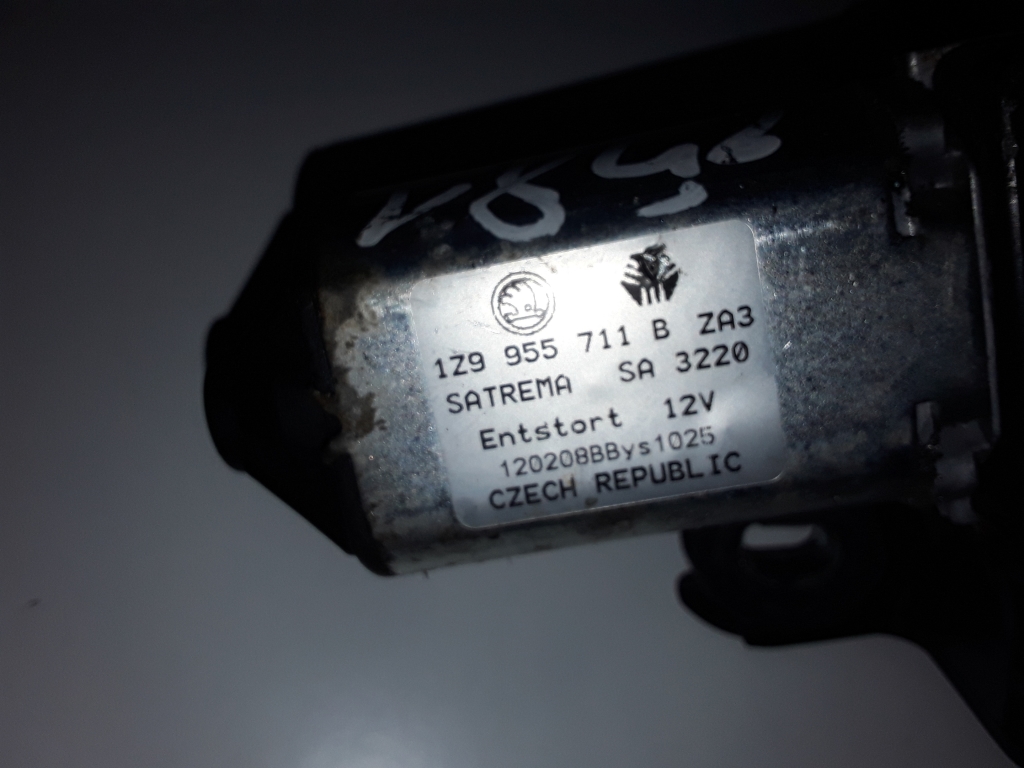 1Z9 955 711 B ZA3
SATREMA SA 3220
Entstort 12V
120208BBys1025
CZECH REPUBLIC